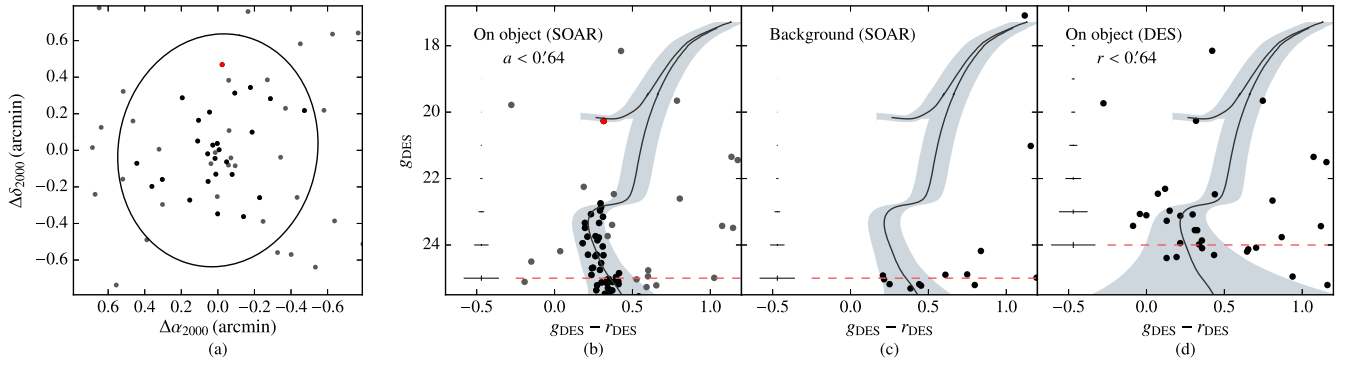 Δδ2000 (arcmin)
0.6
0.4
0.2
0.0
−0.2
−0.4
−0.6
0.6 0.4 0.2 0.0 −0.2 −0.4 −0.6
Δα2000 (arcmin)
(a)
gDES
18
20
22
24
On object (SOAR)
a < 0.′64
−0.5 0.0 0.5 1.0
gDES − rDES
(b)
Background (SOAR)
−0.5 0.0 0.5 1.0
gDES − rDES
(c)
On object (DES)
r < 0.′64
−0.5 0.0 0.5 1.0
gDES − rDES
(d)